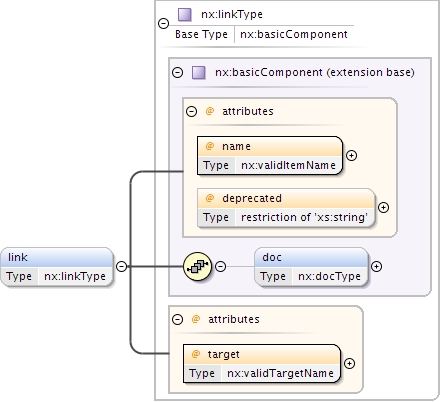 nx:linkType
Base Type nx:basicComponent
nx:basicComponent (extension base)
@ attributes
@ name
Type nx:validItemName
@ deprecated
Type restriction of 'xs:string'
link
Type nx:linkType
doc
Type nx:docType
@ attributes
@ target
Type nx:validTargetName